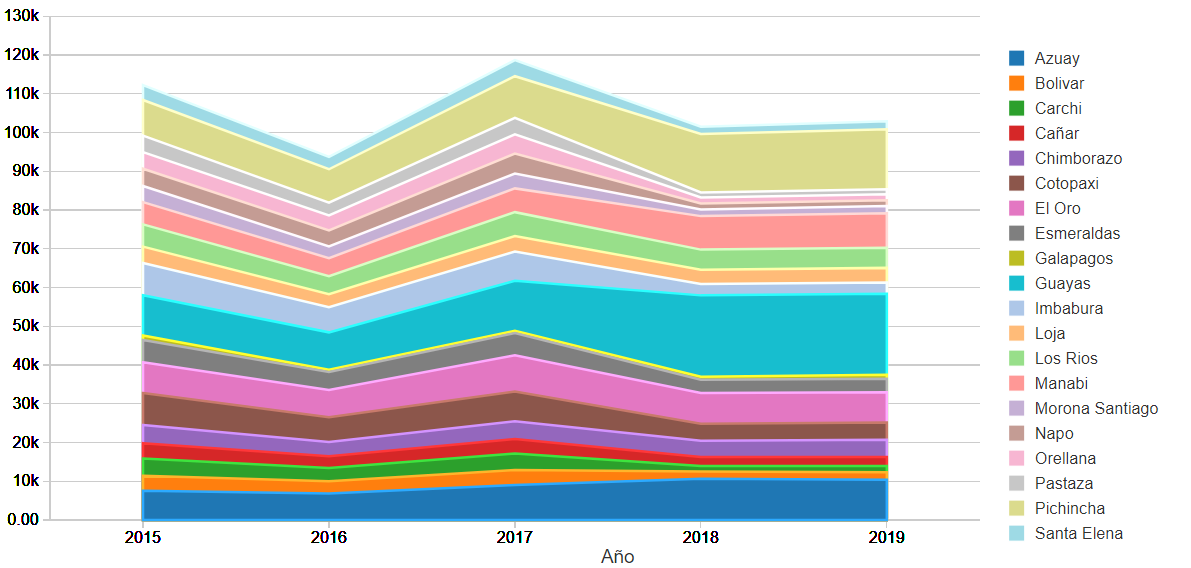 130k
120k
110k
100k
90k
80k
70k
60k
50k
40k
30k
20k
10k
0.00
2015 2016 2017 2018 2019
Año
Azuay
Bolivar
Carchi
Cañar
Chimborazo
Cotopaxi
El Oro
Esmeraldas
Galapagos
Guayas
Imbabura
Loja
Los Rios
Manabi
Morona Santiago
Napo
Orellana
Pastaza
Pichincha
Santa Elena